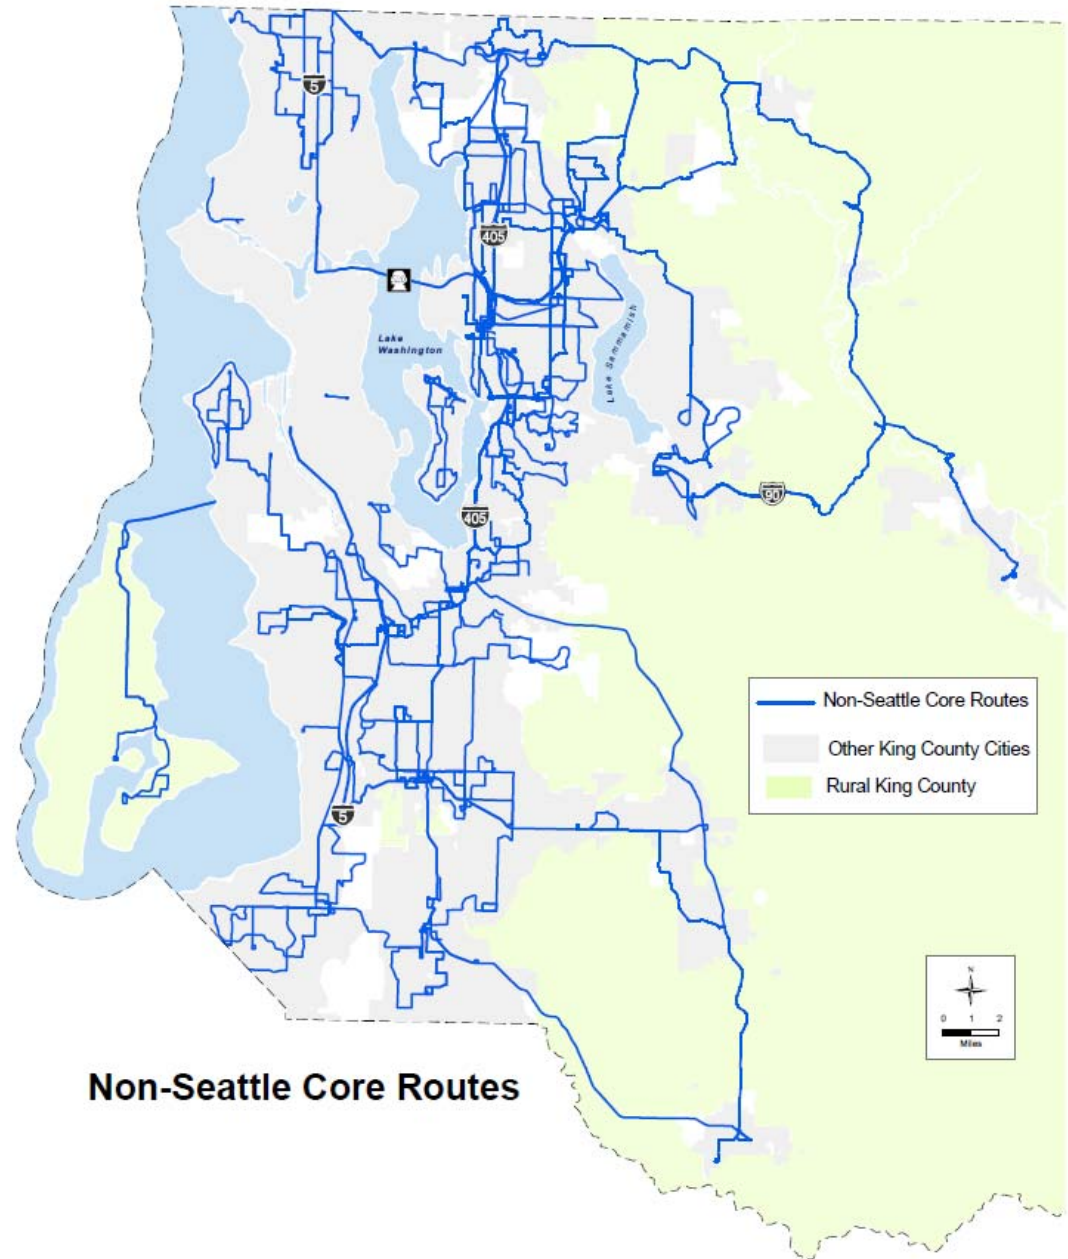 5
405
Lake
Washington
Lake Sammamish
405
90
Non-Seattle Core Routes
Other King County Cities
Rural King County
5
N
0 1 2
Miles
Non-Seattle Core Routes